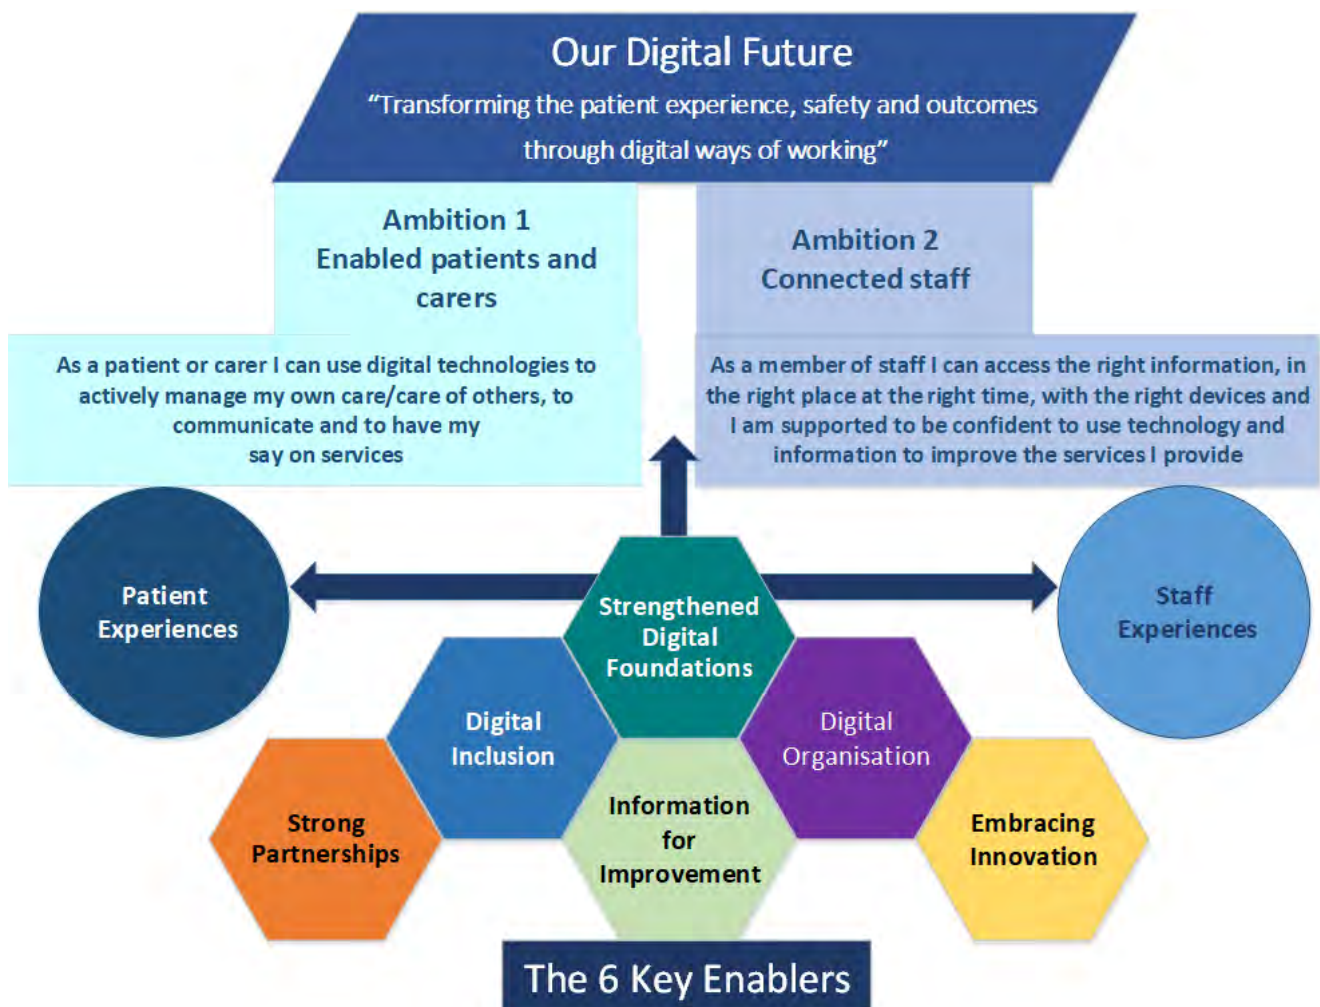 Our Digital Future
“Transforming the patient experience, safety and outcomes
through digital ways of working”
Ambition 1
Enabled patients and
carers
Ambition 2
Connected staff
As a patient or carer I can use digital technologies to
actively manage my own care/care of others, to
communicate and to have my
say on services
As a member of staff I can access the right information, in
the right place at the right time, with the right devices and
I am supported to be confident to use technology and
information to improve the services I provide
Patient
Experiences
Staff
Experiences
Strengthened
Digital
Foundations
Digital
Inclusion
Digital
Organisation
Strong
Partnerships
Information
for
Improvement
Embracing
Innovation
The 6 Key Enablers